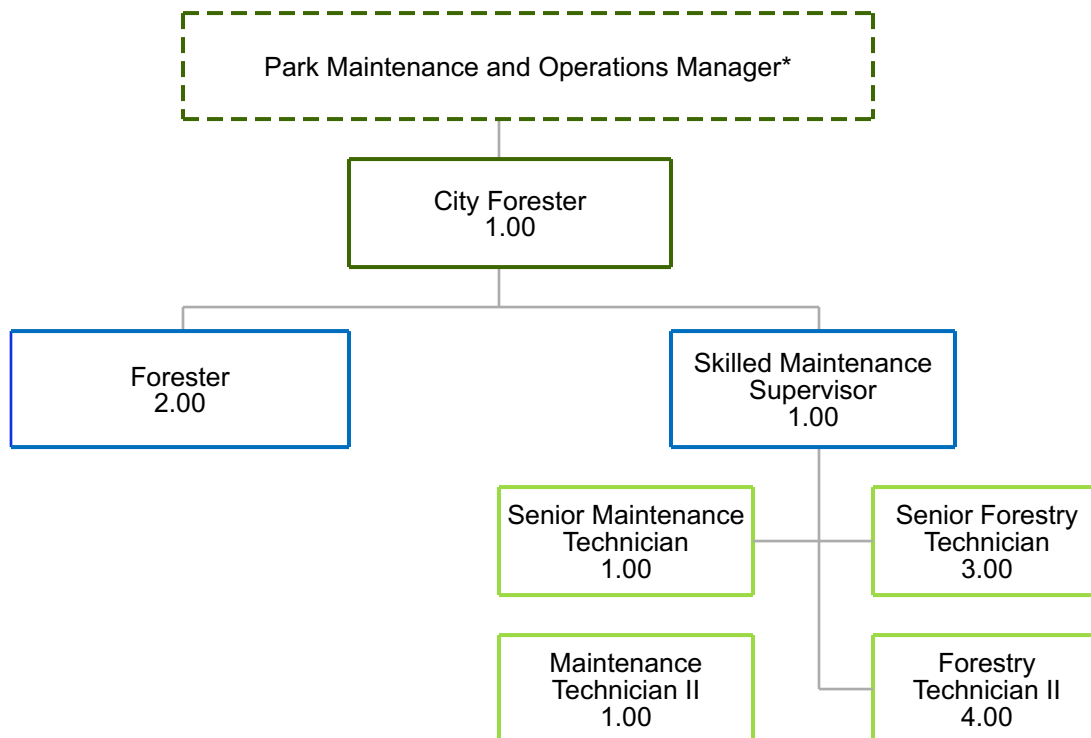 Park Maintenance and Operations Manager*
City Forester
1.00
Forester
2.00
Skilled Maintenance
Supervisor
1.00
Senior Maintenance
Technician
1.00
Senior Forestry
Technician
3.00
Maintenance
Technician II
1.00
Forestry
Technician II
4.00